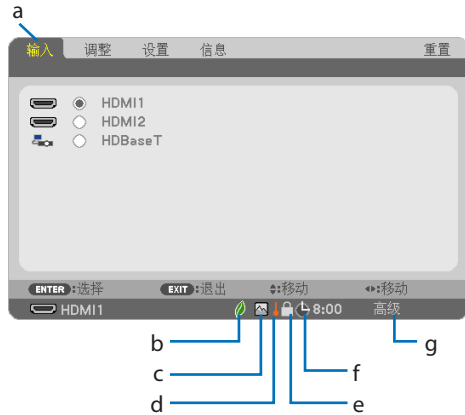 a
输入 调整 设置 信息 重置
HDMI1
HDMI2
HDBaseT
ENTER:选择 EXIT:退出 :移动 :移动
HDMI1 8:00 高级
b g
c f
d e